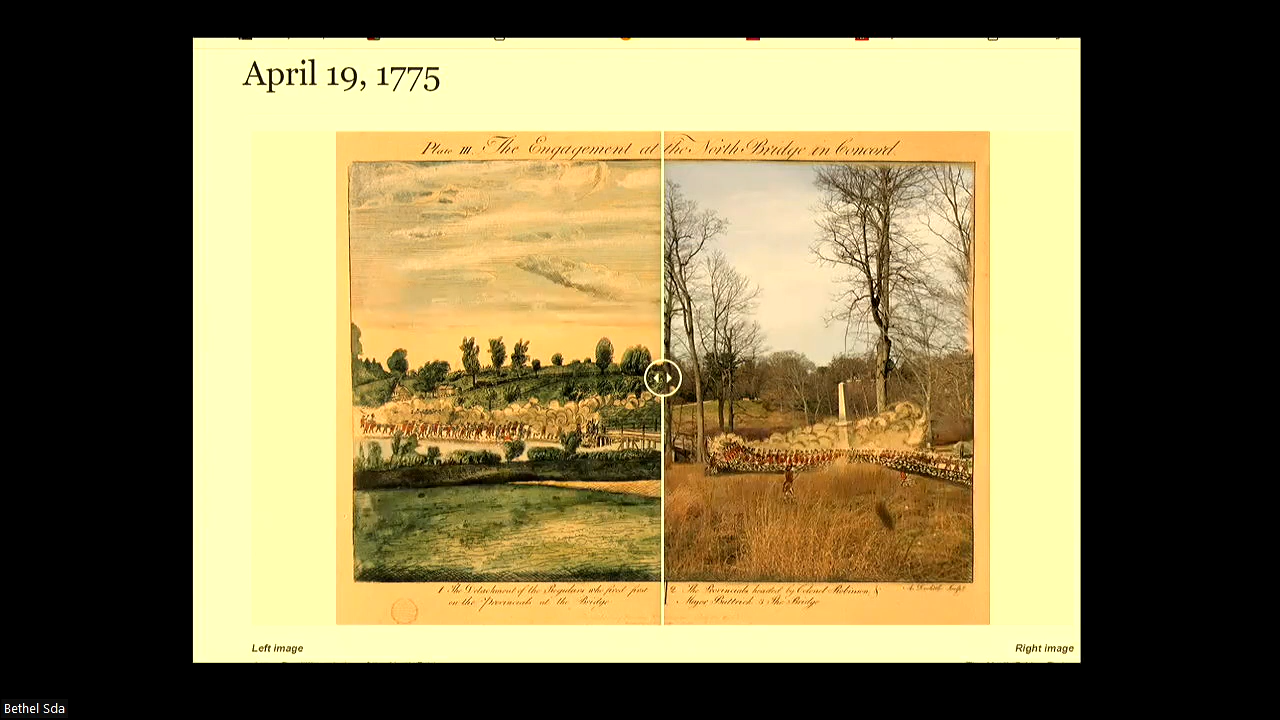 April 19, 1775
Plate III. The Engagement at the North Bridge in Concord
1 The Detachment of the Regulars who fired first
on the Provincials at the Bridge
2 The Provincials headed by Colonel Robinson &
Major Buttrick 3 The Bridge
Left image
Right image
Bethel Sda